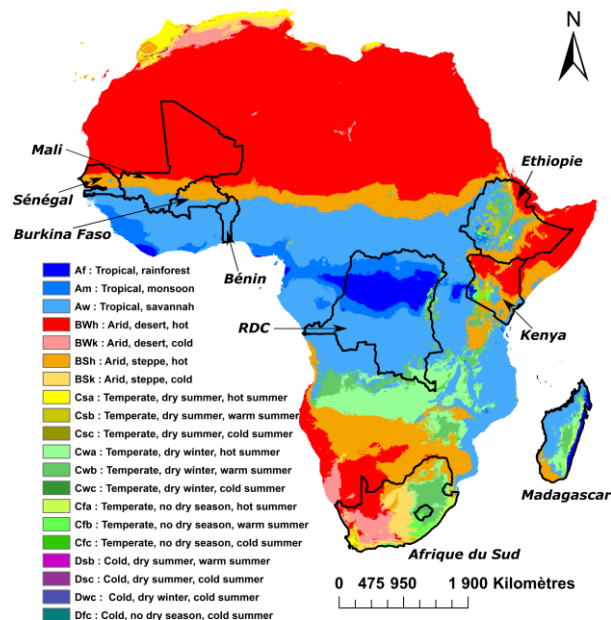 N
Mali
Sénégal
Burkina Faso
Bénin
RDC
Ethiopie
Kenya
Madagascar
Afrique du Sud
Af : Tropical, rainforest
Am : Tropical, monsoon
Aw : Tropical, savannah
BWh : Arid, desert, hot
BWk : Arid, desert, cold
BSh : Arid, steppe, hot
BSk : Arid, steppe, cold
Csa : Temperate, dry summer, hot summer
Csb : Temperate, dry summer, warm summer
Csc : Temperate, dry summer, cold summer
Cwa : Temperate, dry winter, hot summer
Cwb : Temperate, dry winter, warm summer
Cwc : Temperate, dry winter, cold summer
Cfa : Temperate, no dry season, hot summer
Cfb : Temperate, no dry season, warm summer
Cfc : Temperate, no dry season, cold summer
Dsb : Cold, dry summer, warm summer
Dsc : Cold, dry summer, cold summer
Dwc : Cold, dry winter, cold summer
Dfc : Cold, no dry season, cold summer
0 475 950 1 900 Kilomètres